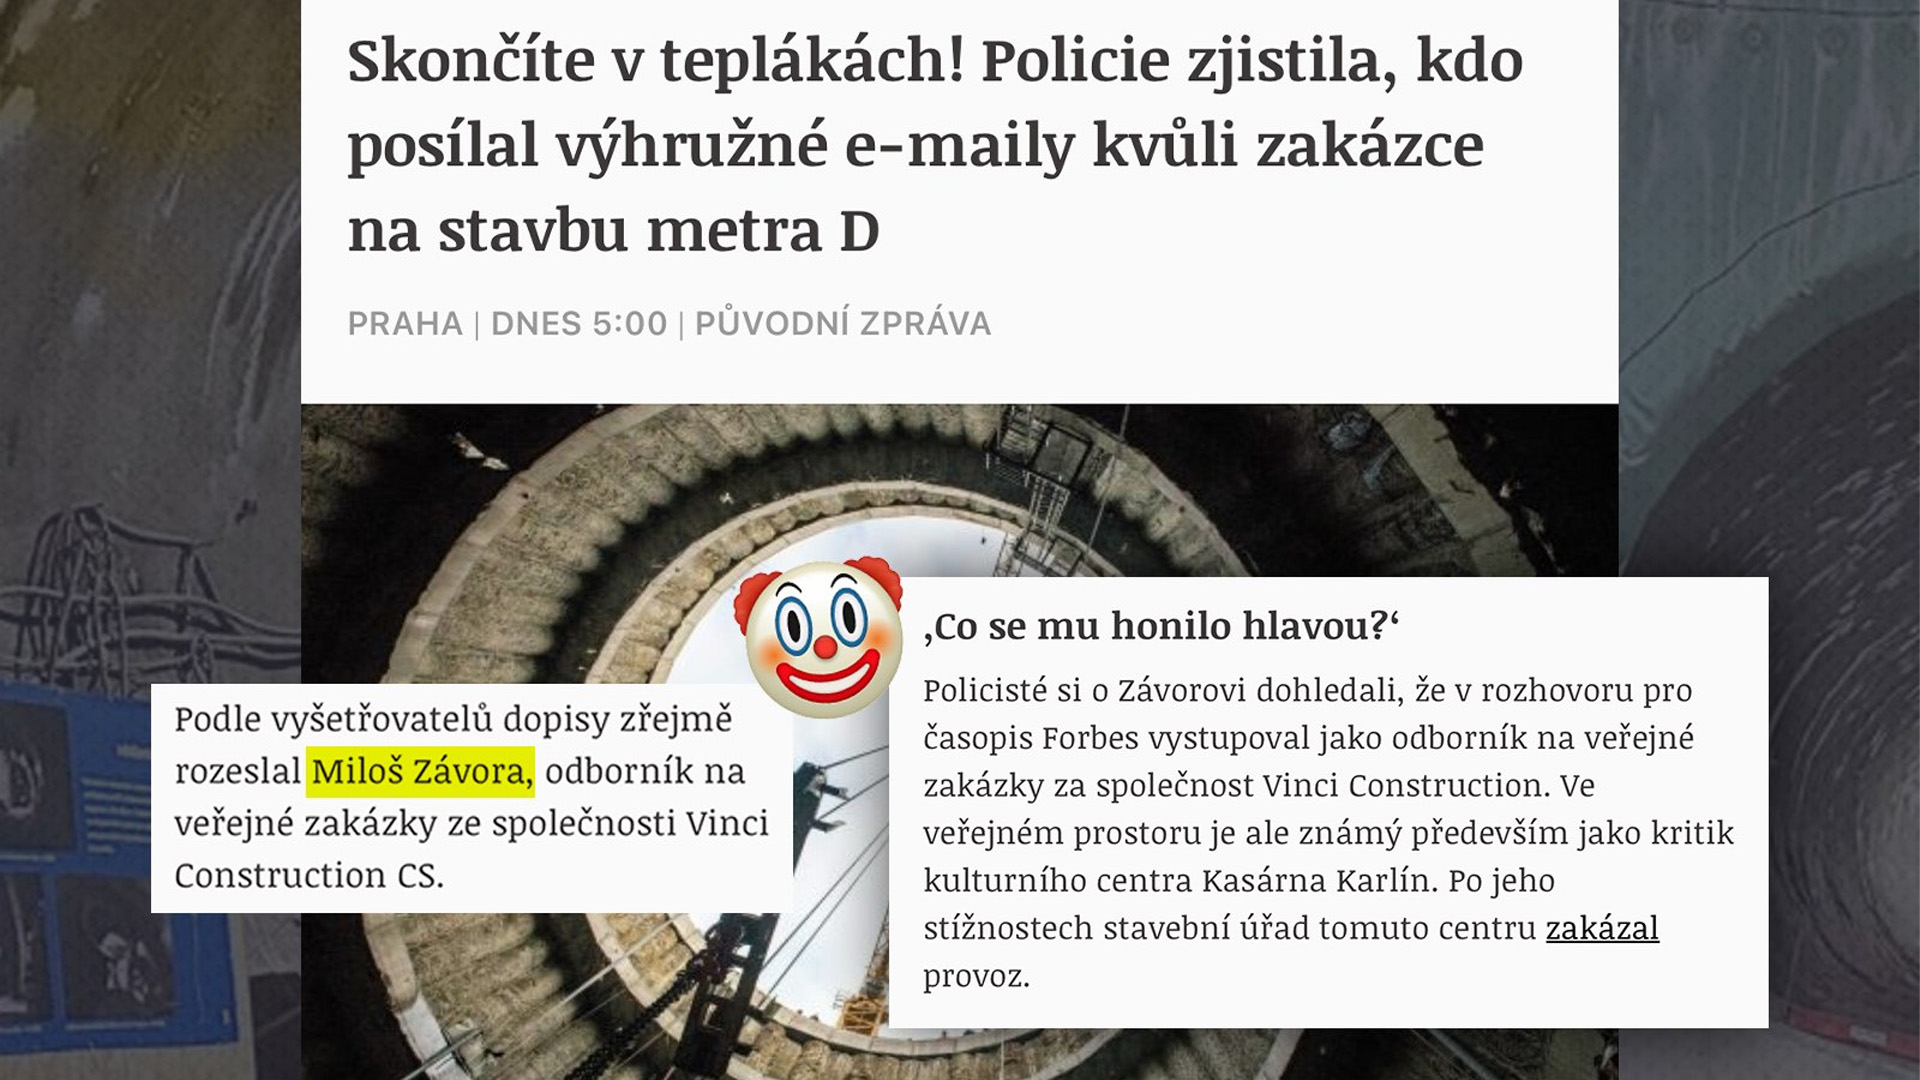 Skončíte v teplákách! Policie zjistila, kdo
posílal výhružné e-maily kvůli zakázce
na stavbu metra D
PRAHA | DNES 5:00 | PŮVODNÍ ZPRÁVA
Podle vyšetřovatelů dopisy zřejmě
rozeslal Miloš Závora, odborník na
veřejné zakázky ze společnosti Vinci
Construction CS.
‚Co se mu honilo hlavou?‘
Policisté si o Závorovi dohledali, že v rozhovoru pro
časopis Forbes vystupoval jako odborník na veřejné
zakázky za společnost Vinci Construction. Ve
veřejném prostoru je ale známý především jako kritik
kulturního centra Kasárna Karlín. Po jeho
stížnostech stavební úřad tomuto centru zakázal
provoz.